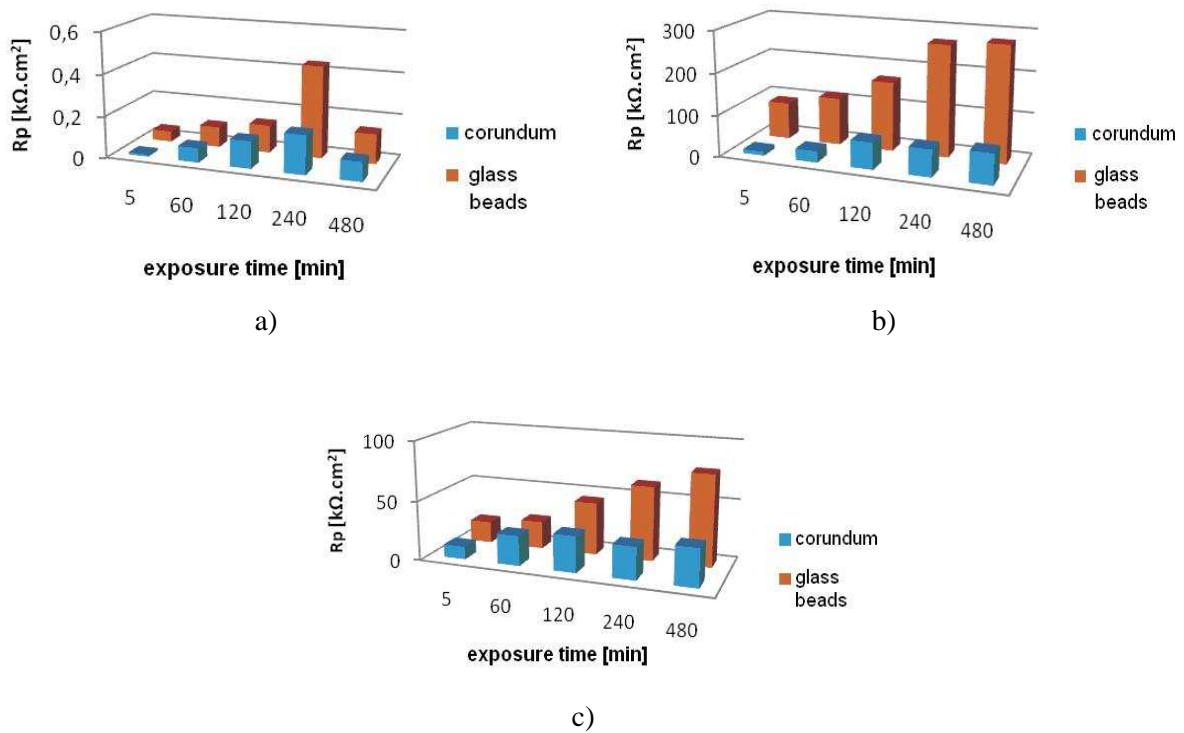 0,6
0,4
0,2
0
Rp [kΩ.cm²]
5 60 120 240 480
exposure time [min]
corundum
glass
beads
a)
300
200
100
0
Rp [kΩ.cm²]
5 60 120 240 480
exposure time [min]
corundum
glass
beads
b)
100
50
0
Rp [kΩ.cm²]
5 60 120 240 480
exposure time [min]
corundum
glass
beads
c)